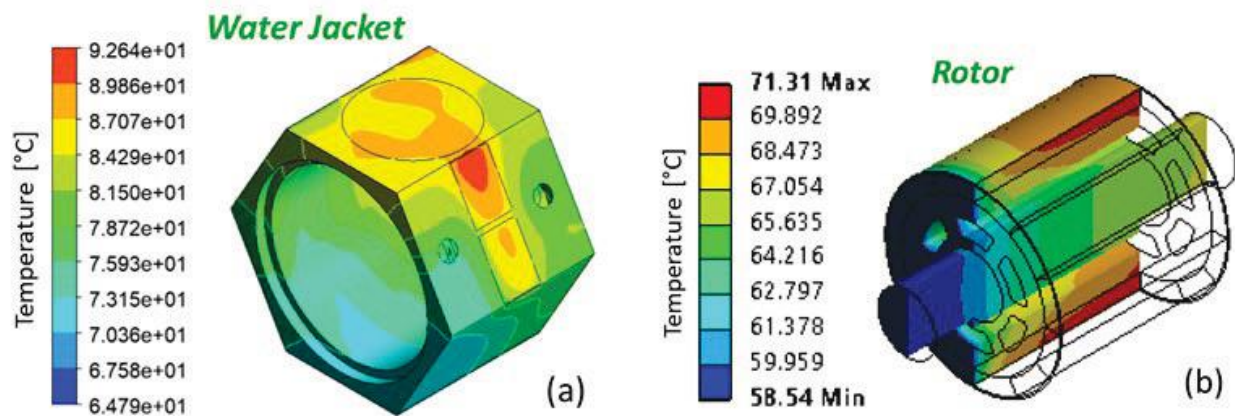 Water Jacket
Temperature [°C]
9.264e+01
8.986e+01
8.707e+01
8.429e+01
8.150e+01
7.872e+01
7.593e+01
7.315e+01
7.036e+01
6.758e+01
6.479e+01
(a)
Rotor
Temperature [°C]
71.31 Max
69.892
68.473
67.054
65.635
64.216
62.797
61.378
59.959
58.54 Min
(b)